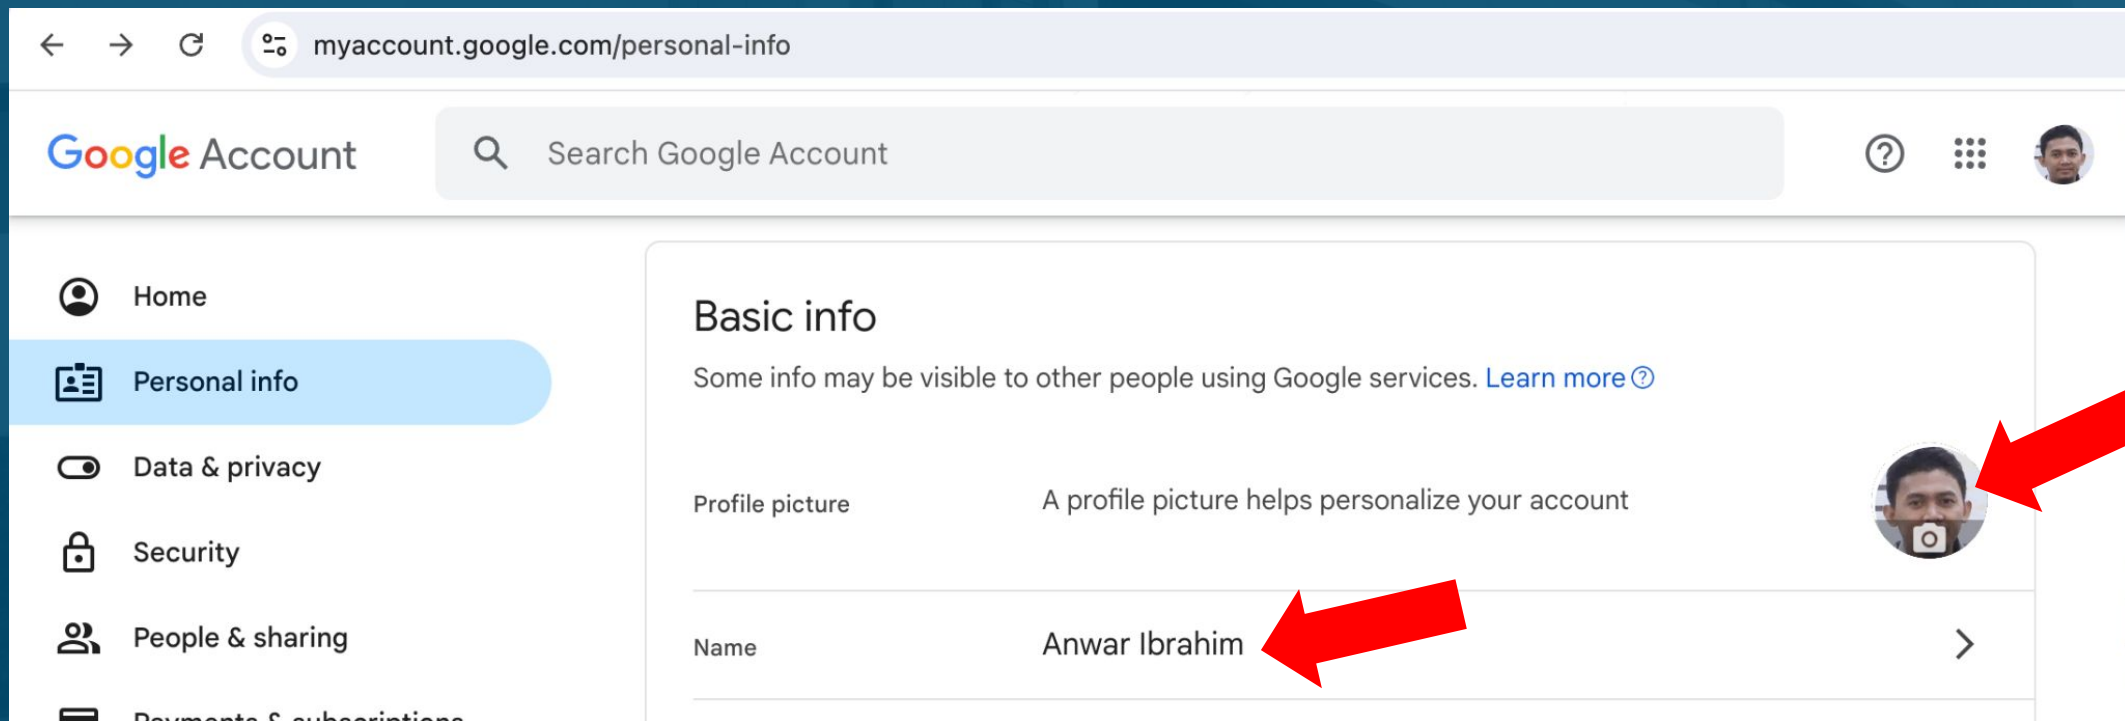 myaccount.google.com/personal-info
Google Account
Search Google Account
Home
Personal info
Data & privacy
Security
People & sharing
Payments & subscriptions
Basic info
Some info may be visible to other people using Google services. Learn more
Profile picture
A profile picture helps personalize your account
Name
Anwar Ibrahim